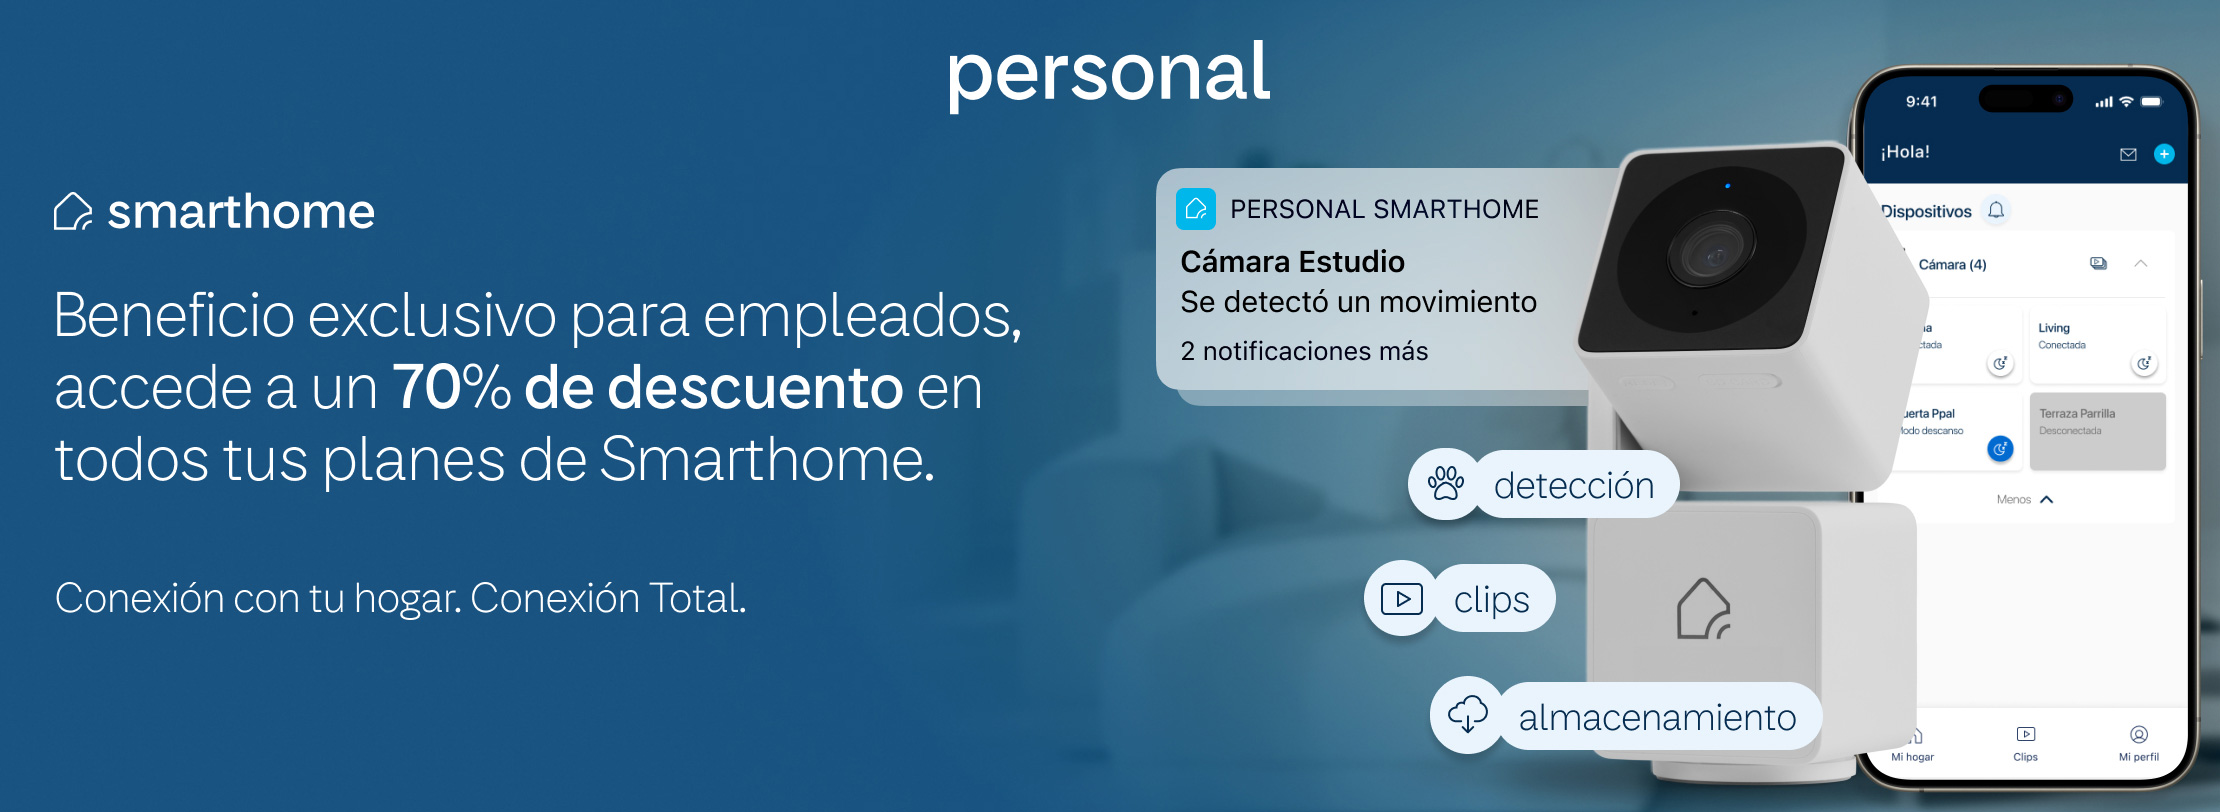 personal
smarthome
Beneficio exclusivo para empleados,
accede a un 70% de descuento en
todos tus planes de Smarthome.
Conexión con tu hogar. Conexión Total.
PERSONAL SMARTHOME
Cámara Estudio
Se detectó un movimiento
2 notificaciones más
detección
clips
almacenamiento
9:41
¡Hola!
Dispositivos
Cámara (4)
Living
Conectada
Terraza Parrilla
Desconectada
Menos
Mi hogar
Clips
Mi perfil